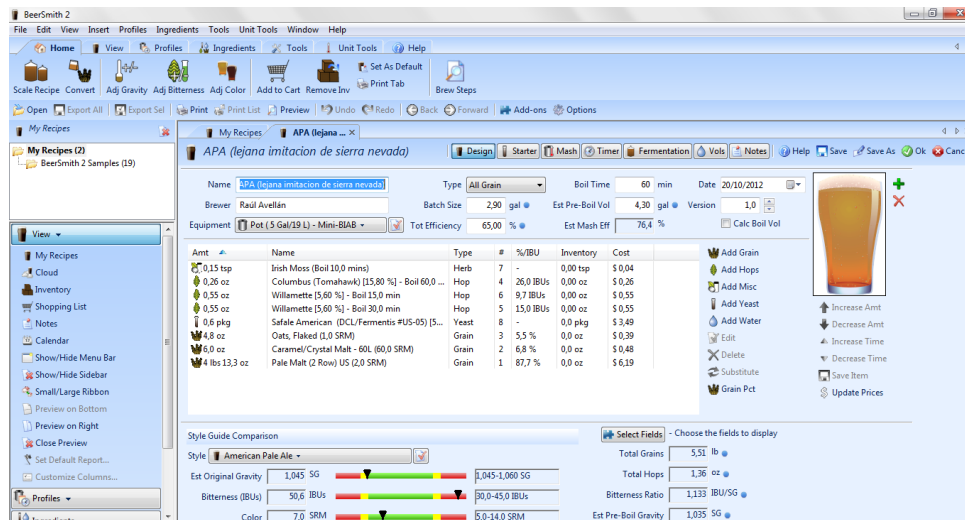 BeerSmith 2
File Edit View Insert Profiles Ingredients Tools Unit Tools Window Help
Home View Profiles Ingredients Tools Unit Tools Help
Set As Default
Print Tab
Scale Recipe Convert Adj Gravity Adj Bitterness Adj Color Add to Cart Remove Inv Brew Steps
Open Export All Export Sel Print Print List Preview Undo Redo Back Forward Add-ons Options
My Recipes
My Recipes (2)
BeerSmith 2 Samples (19)
View
My Recipes
Cloud
Inventory
Shopping List
Notes
Calendar
Show/Hide Menu Bar
Show/Hide Sidebar
Small/Large Ribbon
Preview on Bottom
Preview on Right
Close Preview
Set Default Report...
Customize Columns...
Profiles
Ingredients
My Recipes APA (lejana ... ×
APA (lejana imitacion de sierra nevada) Design Starter Mash Timer Fermentation Vols Notes Help Save Save As Ok Canc
Name APA (lejana imitacion de sierra nevada) Type All Grain Boil Time 60 min Date 20/10/2012
Brewer Raúl Avellán Batch Size 2,90 gal Est Pre-Boil Vol 4,30 gal Version 1,0
Equipment Pot ( 5 Gal/19 L) - Mini-BIAB Tot Efficiency 65,00 % Est Mash Eff 76,4 % Calc Boil Vol
Amt Name Type # %/IBU Inventory Cost
0,15 tsp Irish Moss (Boil 10,0 mins) Herb 7 - 0,00 tsp $ 0,04
0,26 oz Columbus (Tomahawk) [15,80 %] - Boil 60,0 ... Hop 4 26,0 IBUs 0,00 oz $ 0,26
0,55 oz Willamette [5,60 %] - Boil 15,0 min Hop 6 9,7 IBUs 0,00 oz $ 0,55
0,55 oz Willamette [5,60 %] - Boil 30,0 min Hop 5 15,0 IBUs 0,00 oz $ 0,55
0,6 pkg Safale American (DCL/Fermentis #US-05) [5... Yeast 8 - 0,0 pkg $ 3,49
4,8 oz Oats, Flaked (1,0 SRM) Grain 3 5,5 % 0,0 oz $ 0,39
6,0 oz Caramel/Crystal Malt - 60L (60,0 SRM) Grain 2 6,8 % 0,0 oz $ 0,48
4 lbs 13,3 oz Pale Malt (2 Row) US (2,0 SRM) Grain 1 87,7 % 0,0 oz $ 6,19
Add Grain
Add Hops
Add Misc
Add Yeast
Add Water
Edit
Delete
Substitute
Grain Pct
Increase Amt
Decrease Amt
Increase Time
Decrease Time
Save Item
Update Prices
Style Guide Comparison
Select Fields - Choose the fields to display
Style American Pale Ale
Total Grains 5,51 lb
Est Original Gravity 1,045 SG 1,045-1,060 SG
Total Hops 1,36 oz
Bitterness (IBUs) 50,6 IBUs 30,0-45,0 IBUs
Bitterness Ratio 1,133 IBU/SG
Color 7,0 SRM 5,0-14,0 SRM
Est Pre-Boil Gravity 1,035 SG